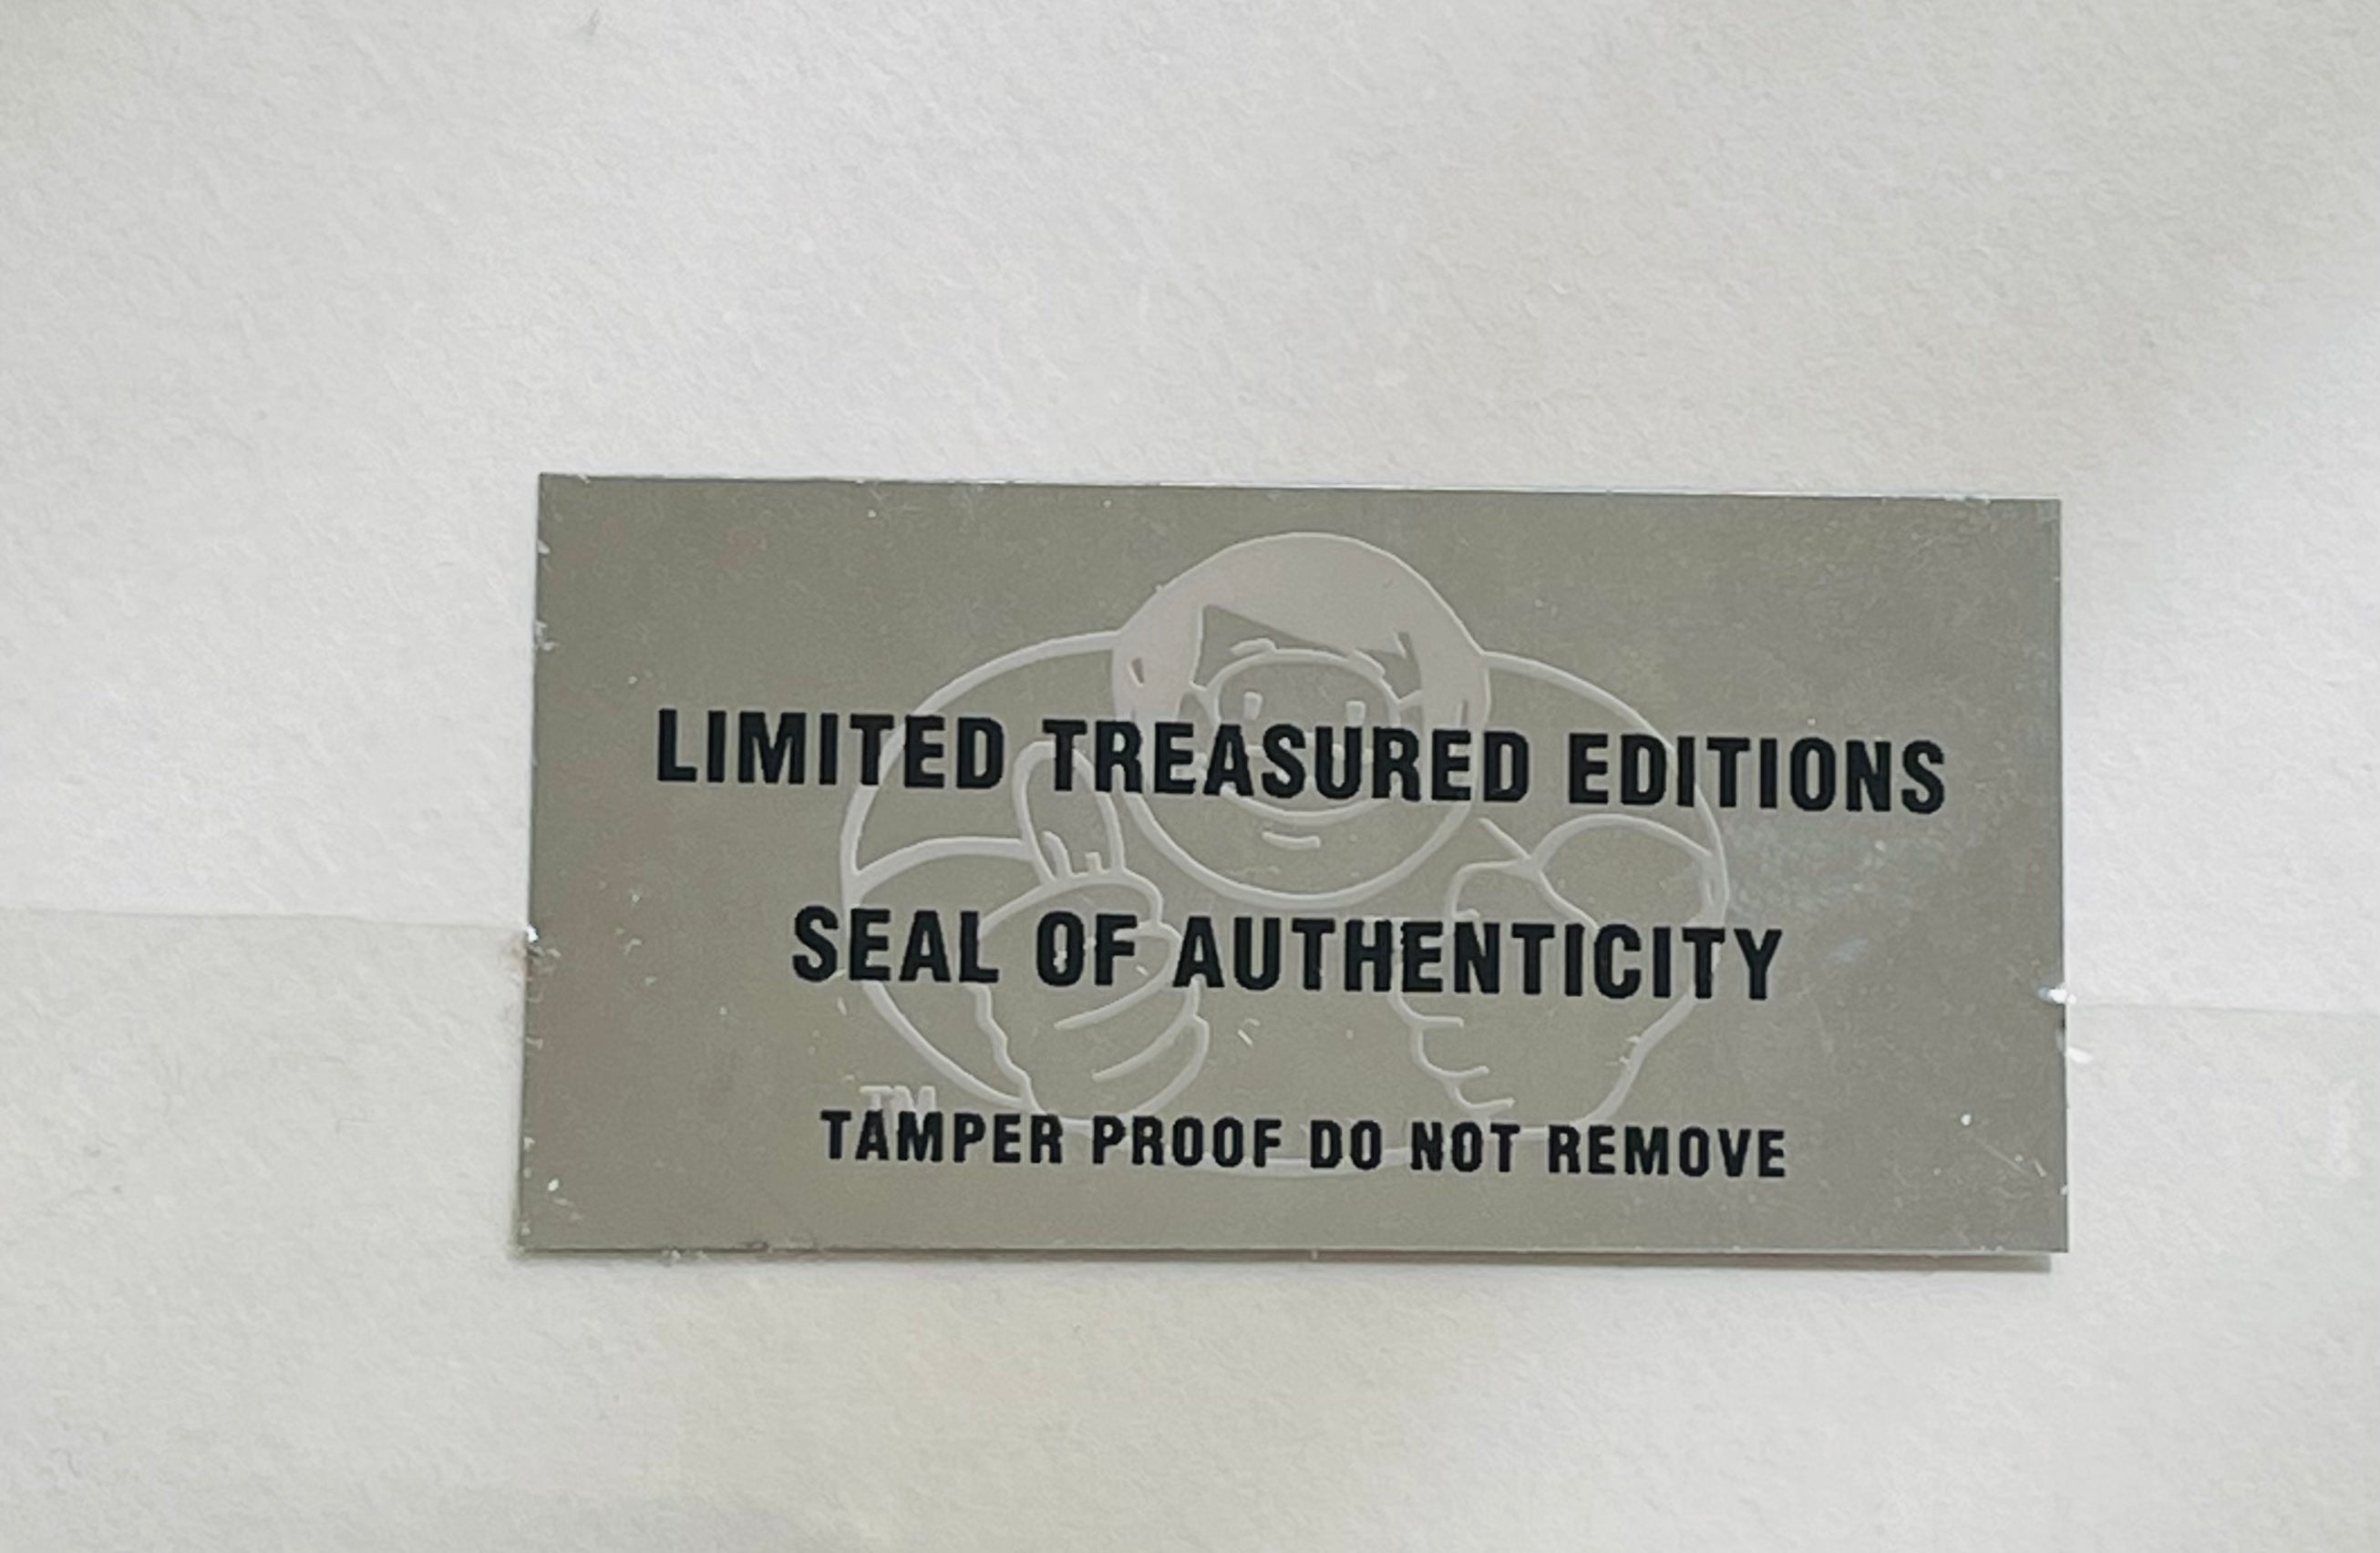 LIMITED TREASURED EDITIONS
SEAL OF AUTHENTICITY
TM
TAMPER PROOF DO NOT REMOVE